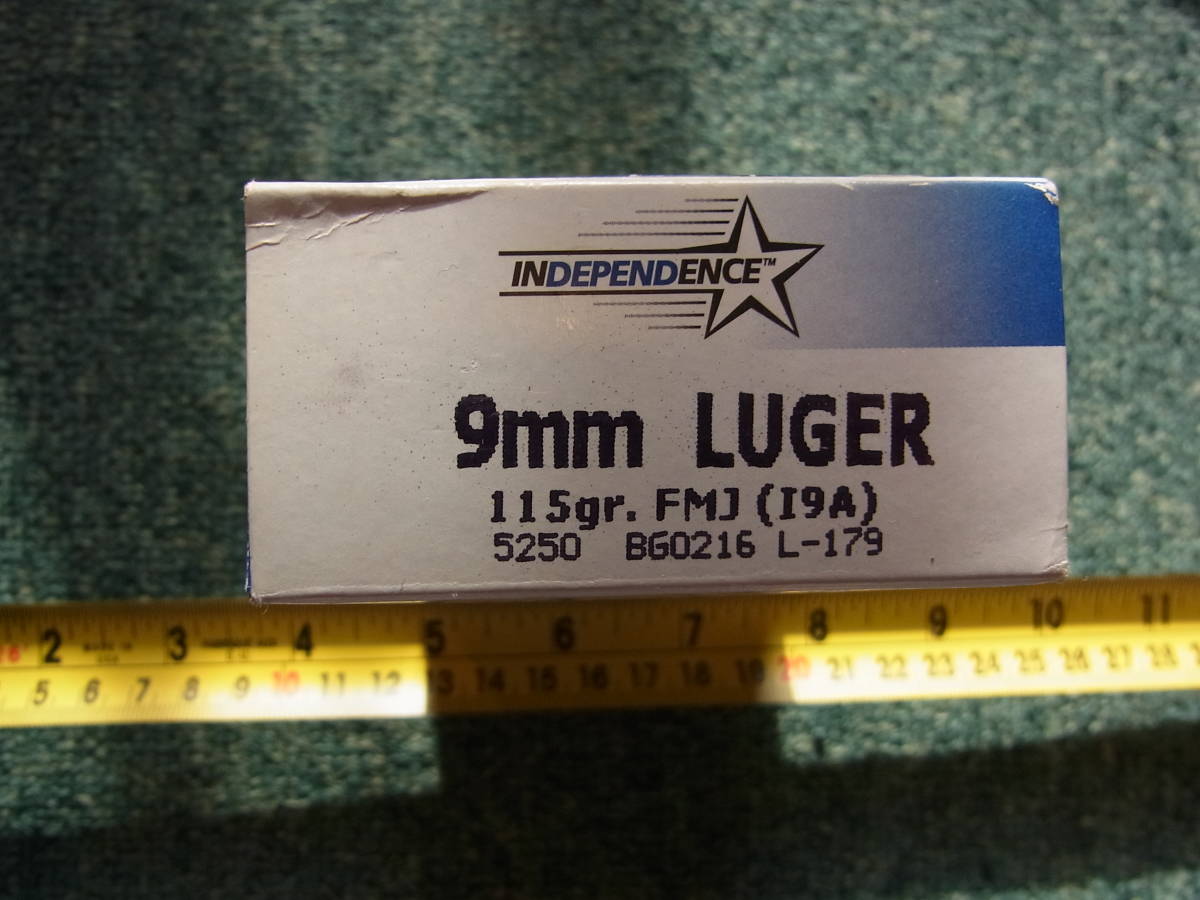 INDEPENDENCE™
9mm LUGER
115gr. FMJ (I9A)
5250 BG0216 L-179
2 3 4 5 6 7 8 9 10 11
5 6 7 8 9 10 11 12 13 14 15 16 17 18 19 20 21 22 23 24 25 26 27 28